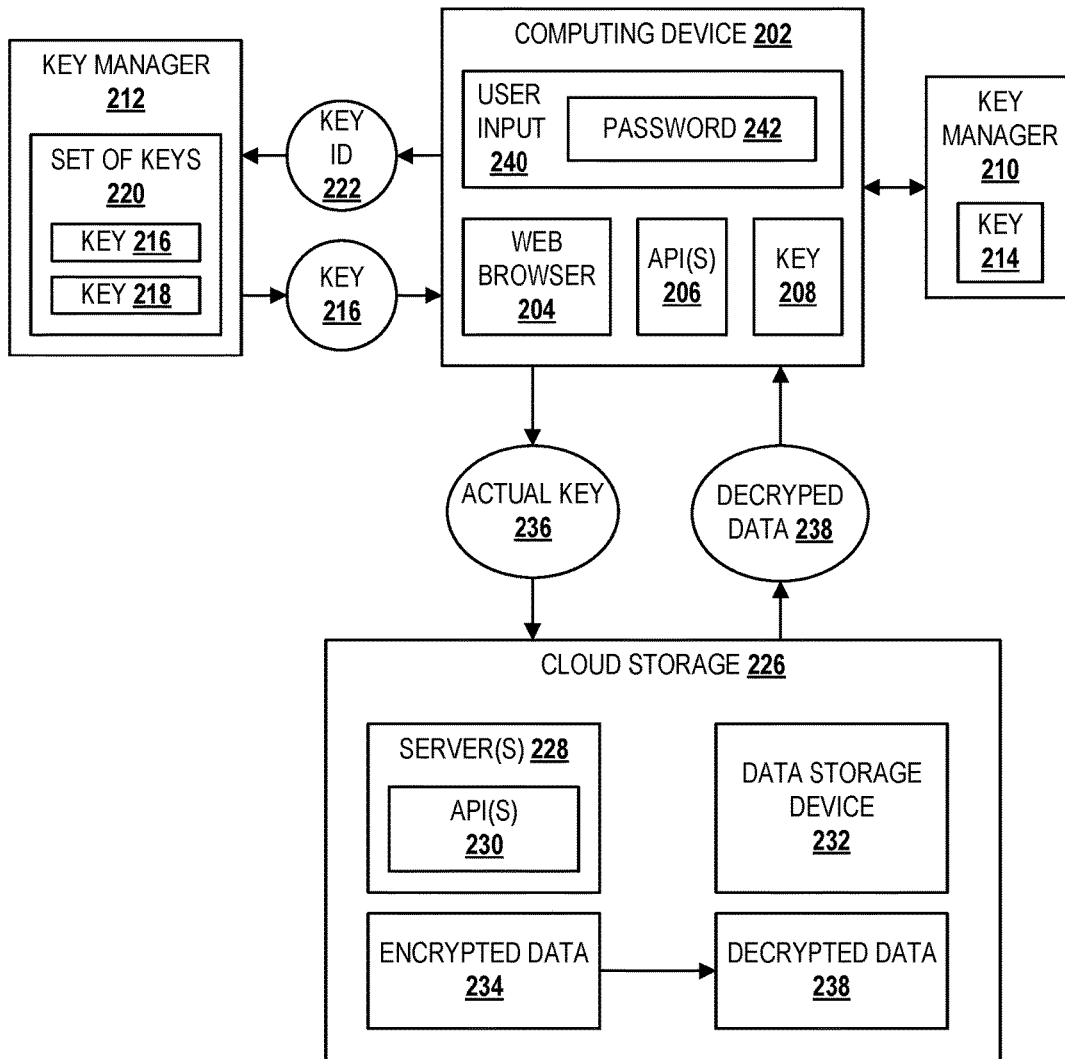 KEY MANAGER
212
SET OF KEYS
220
KEY 216
KEY 218
KEY
ID
222
KEY
216
COMPUTING DEVICE 202
USER
INPUT
240
PASSWORD 242
WEB
BROWSER
204
API(S)
206
KEY
208
KEY
MANAGER
210
KEY
214
ACTUAL KEY
236
DECRYPED
DATA 238
CLOUD STORAGE 226
SERVER(S) 228
API(S)
230
DATA STORAGE
DEVICE
232
ENCRYPTED DATA
234
DECRYPTED DATA
238